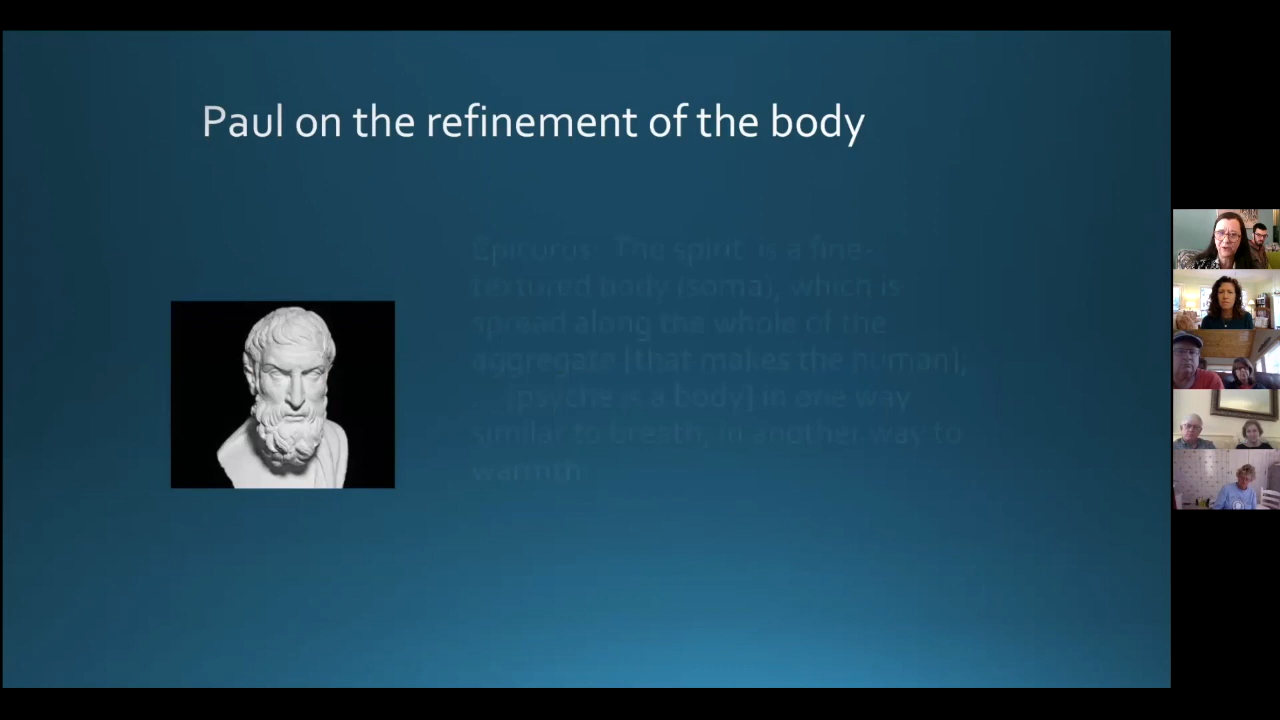 Paul on the refinement of the body
Epicurus: The spirit is a fine-
textured body (soma), which is
spread along the whole of the
aggregate [that makes the human],
[psyche is a body] in one way
similar to breath, in another way to
warmth